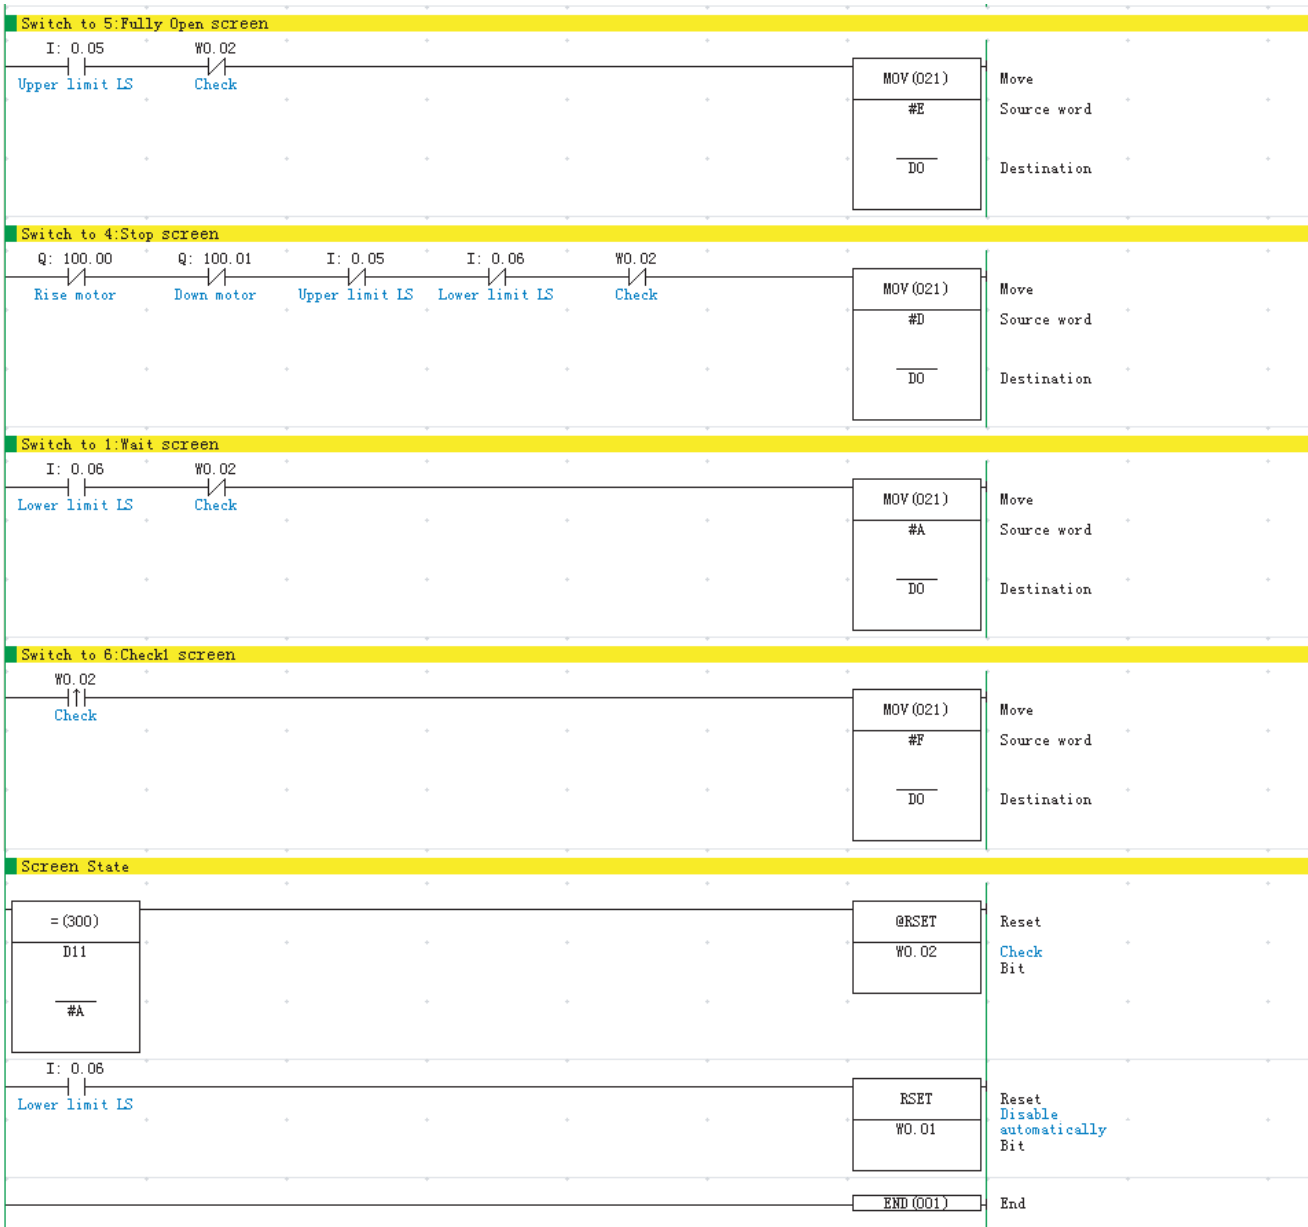 Switch to 5:Fully Open screen
I: 0.05 W0.02
Upper limit LS Check
MOV(021) Move
#E Source word
D0 Destination
Switch to 4:Stop screen
Q: 100.00 Q: 100.01 I: 0.05 I: 0.06 W0.02
Rise motor Down motor Upper limit LS Lower limit LS Check
MOV(021) Move
#D Source word
D0 Destination
Switch to 1:Wait screen
I: 0.06 W0.02
Lower limit LS Check
MOV(021) Move
#A Source word
D0 Destination
Switch to 6:Check1 screen
W0.02
Check
MOV(021) Move
#F Source word
D0 Destination
Screen State
=(300) @RSET Reset
D11 W0.02 Check
Bit
#A
I: 0.06
Lower limit LS
RSET Reset
Disable
W0.01 automatically
Bit
END(001) End